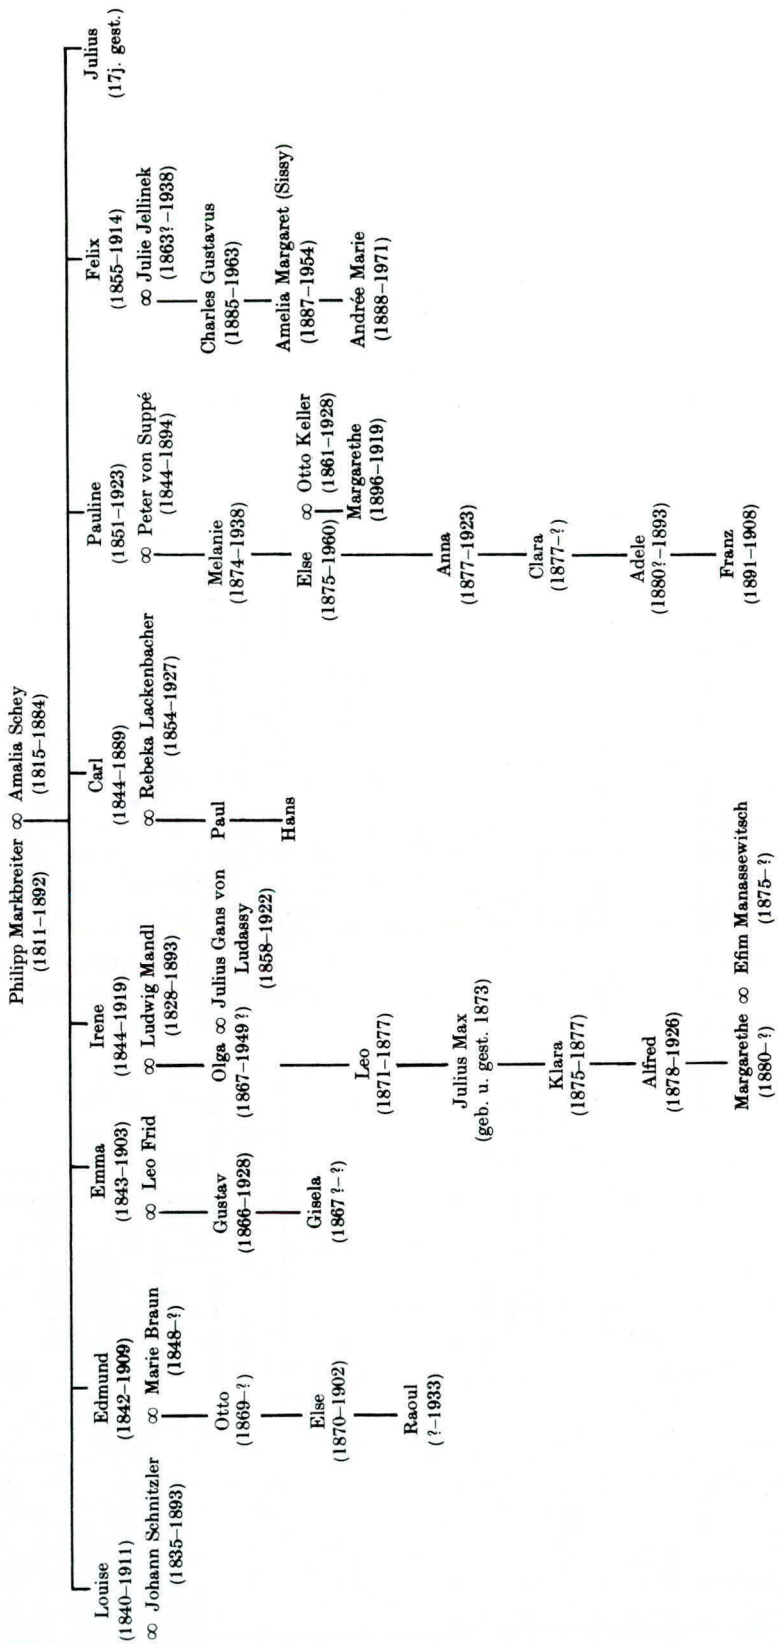 Philipp Markbreiter ∞ Amalia Schey
(1811–1892)
(1815–1884)
Louise
(1840–1911)
∞ Johann Schnitzler
(1835–1893)
Edmund
(1842–1909)
∞ Marie Braun
(1848–?)
Otto
(1869–?)
Else
(1870–1902)
Raoul
(?–1933)
Emma
(1843–1903)
∞ Leo Frid
Gustav
(1866–1928)
Gisela
(1867?–?)
Irene
(1844–1919)
∞ Ludwig Mandl
(1828–1893)
Olga ∞ Julius Gans von
(1867–1949?)
Ludassy
(1858–1922)
Leo
(1871–1877)
Julius Max
(geb. u. gest. 1873)
Klara
(1875–1877)
Alfred
(1878–1926)
Margarethe ∞ Efim Manassewitsch
(1880–?)
(1875–?)
Carl
(1844–1889)
∞ Rebeka Lackenbacher
(1854–1927)
Paul
Hans
Pauline
(1851–1923)
∞ Peter von Suppé
(1844–1894)
Melanie
(1874–1938)
Else
(1875–1960)
∞ Otto Keller
(1861–1928)
Margarethe
(1896–1919)
Anna
(1877–1923)
Clara
(1877–?)
Adele
(1880?–1893)
Franz
(1891–1908)
Felix
(1855–1914)
∞ Julie Jellinek
(1863?–1938)
Charles Gustavus
(1885–1963)
Amelia Margaret (Sissy)
(1887–1954)
Andrée Marie
(1888–1971)
Julius
(17j. gest.)